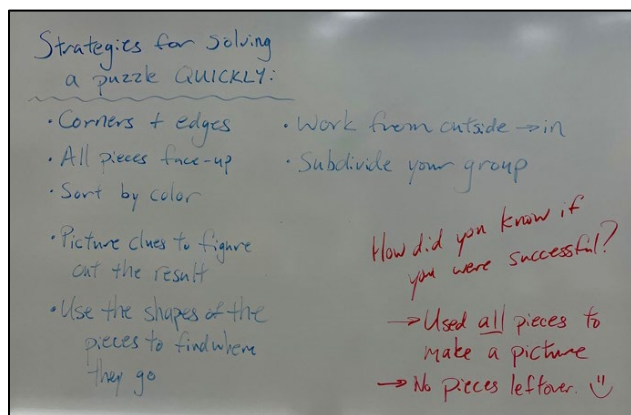 Strategies for solving
a puzzle QUICKLY:
• Corners + edges
• All pieces face-up
• Sort by color
• Picture clues to figure
out the result
• Use the shapes of the
pieces to find where
they go
• Work from outside → in
• Subdivide your group
How did you know if
you were successful?
→ Used all pieces to
make a picture
→ No pieces leftover. :)